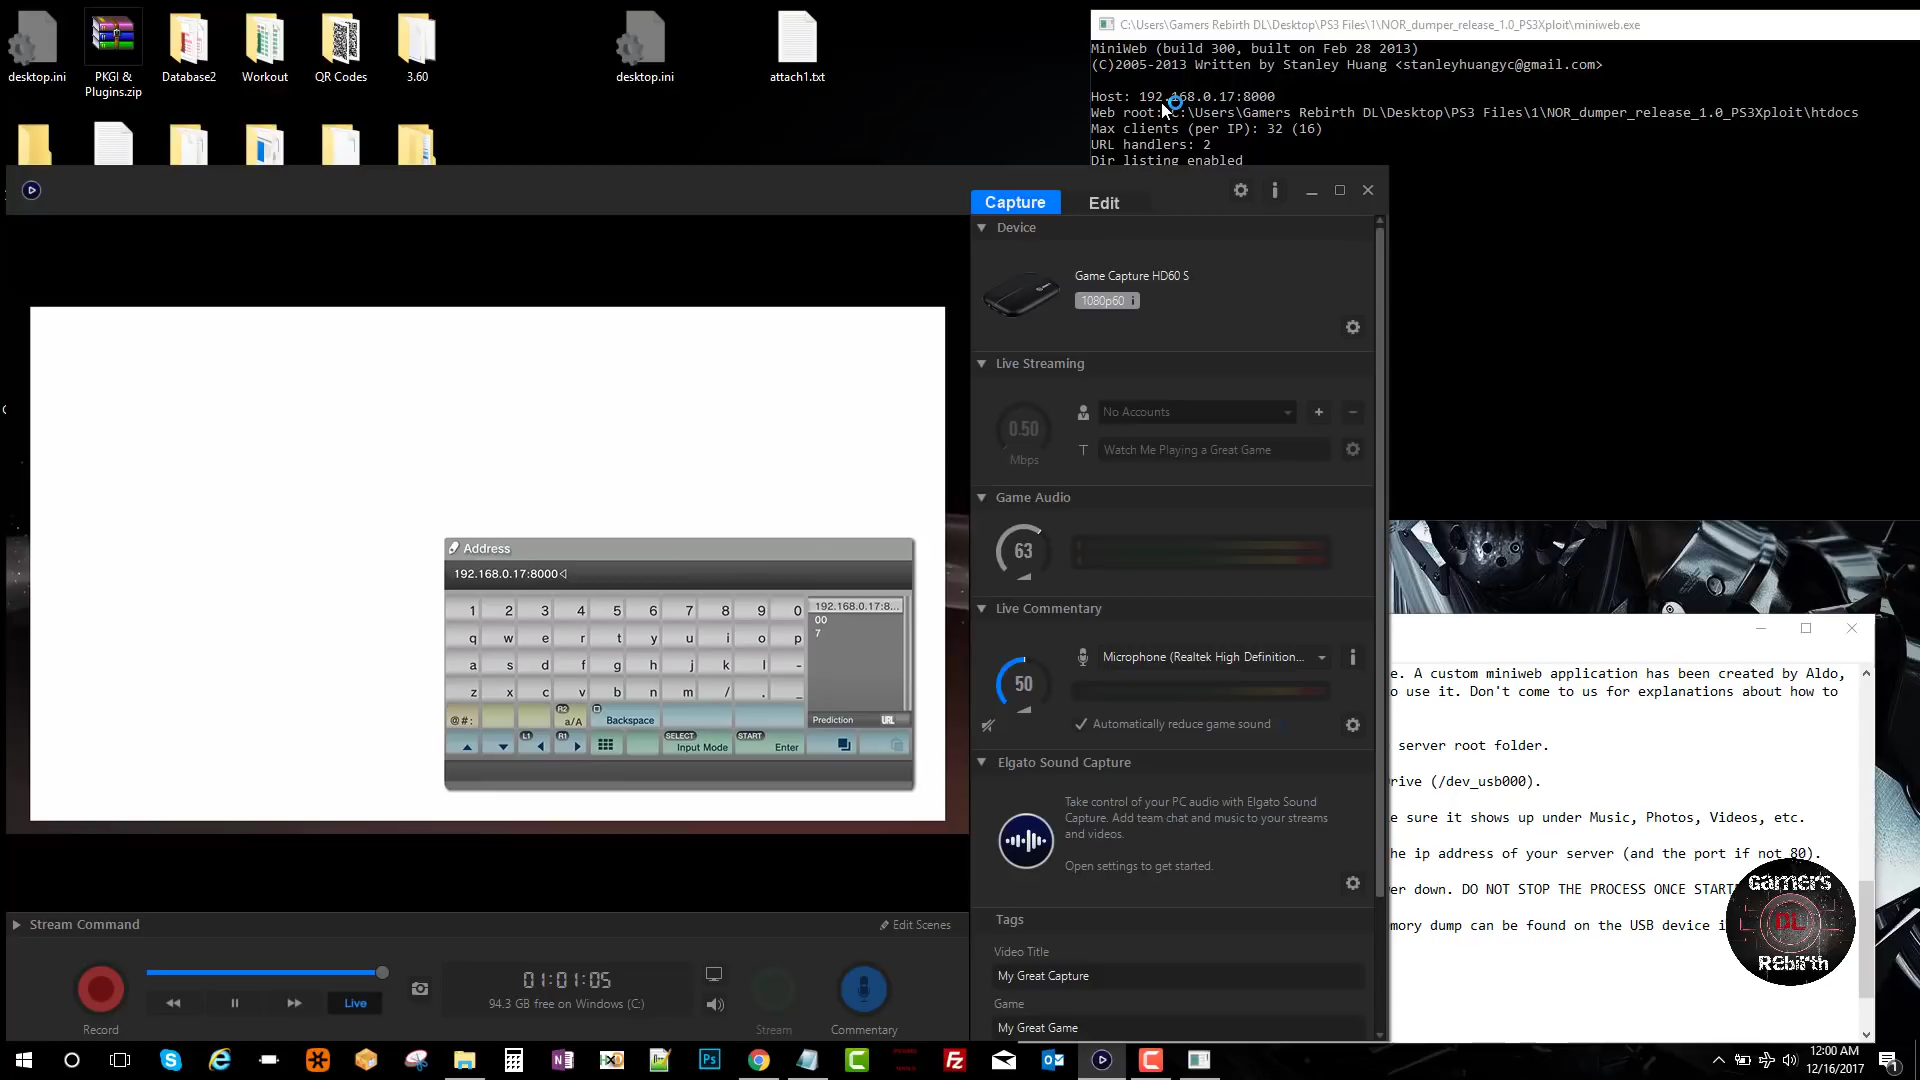 desktop.ini
PKGI &
Plugins.zip
Database2
Workout
QR Codes
3.60
desktop.ini
attach1.txt
C:\Users\Gamers Rebirth DL\Desktop\PS3 Files\1\NOR_dumper_release_1.0_PS3Xploit\miniweb.exe
MiniWeb (build 300, built on Feb 28 2013)
(C)2005-2013 Written by Stanley Huang <stanleyhuangyc@gmail.com>
Host: 192.168.0.17:8000
Web root: C:\Users\Gamers Rebirth DL\Desktop\PS3 Files\1\NOR_dumper_release_1.0_PS3Xploit\htdocs
Max clients (per IP): 32 (16)
URL handlers: 2
Dir listing enabled
Capture
Edit
Device
Game Capture HD60 S
1080p60 i
Live Streaming
0.50
Mbps
No Accounts
T Watch Me Playing a Great Game
Game Audio
63
Live Commentary
Microphone (Realtek High Definition...
50
Automatically reduce game sound
Elgato Sound Capture
Take control of your PC audio with Elgato Sound
Capture. Add team chat and music to your streams
and videos.
Open settings to get started.
Tags
Video Title
My Great Capture
Game
My Great Game
Address
192.168.0.17:8000
1 2 3 4 5 6 7 8 9 0
q w e r t y u i o p
a s d f g h j k l -
z x c v b n m / . _
@#: R2 a/A Backspace
L1 R1 SELECT Input Mode START Enter
192.168.0.17:8...
00
7
Prediction URL
e. A custom miniweb application has been created by Aldo,
o use it. Don't come to us for explanations about how to
server root folder.
rive (/dev_usb000).
e sure it shows up under Music, Photos, Videos, etc.
he ip address of your server (and the port if not 80).
er down. DO NOT STOP THE PROCESS ONCE START
mory dump can be found on the USB device i
Gamers
DL
Rebirth
Stream Command
Edit Scenes
Record
Live
01:01:05
94.3 GB free on Windows (C:)
Stream
Commentary
12:00 AM
12/16/2017